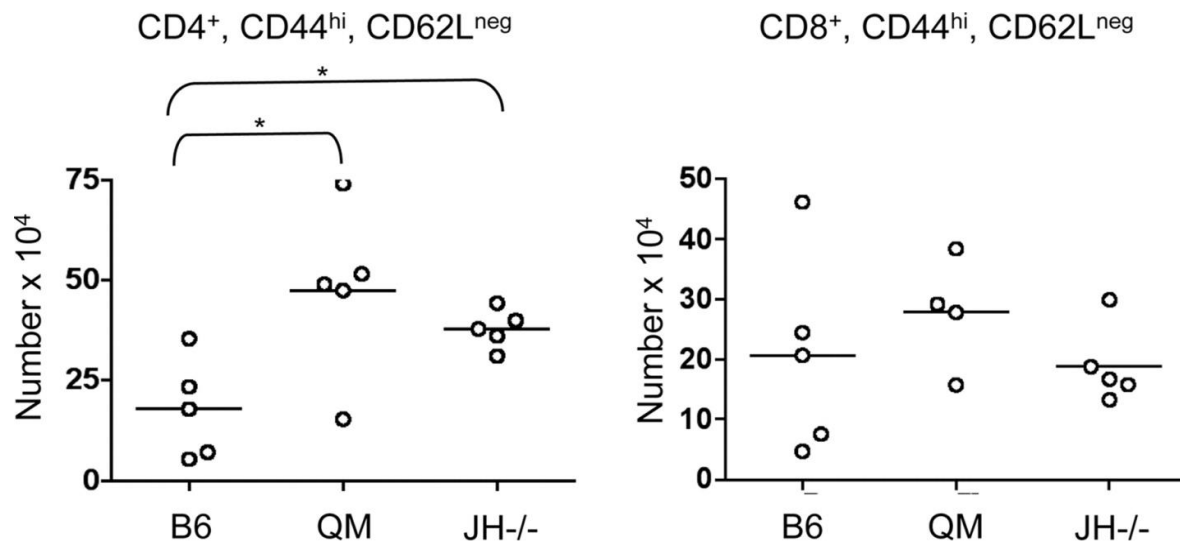 CD4⁺, CD44ʰⁱ, CD62Lⁿᵉᵍ
*
*
75
50
25
0
Number x 10⁴
B6 QM JH-/-
CD8⁺, CD44ʰⁱ, CD62Lⁿᵉᵍ
50
40
30
20
10
0
Number x 10⁴
B6 QM JH-/-